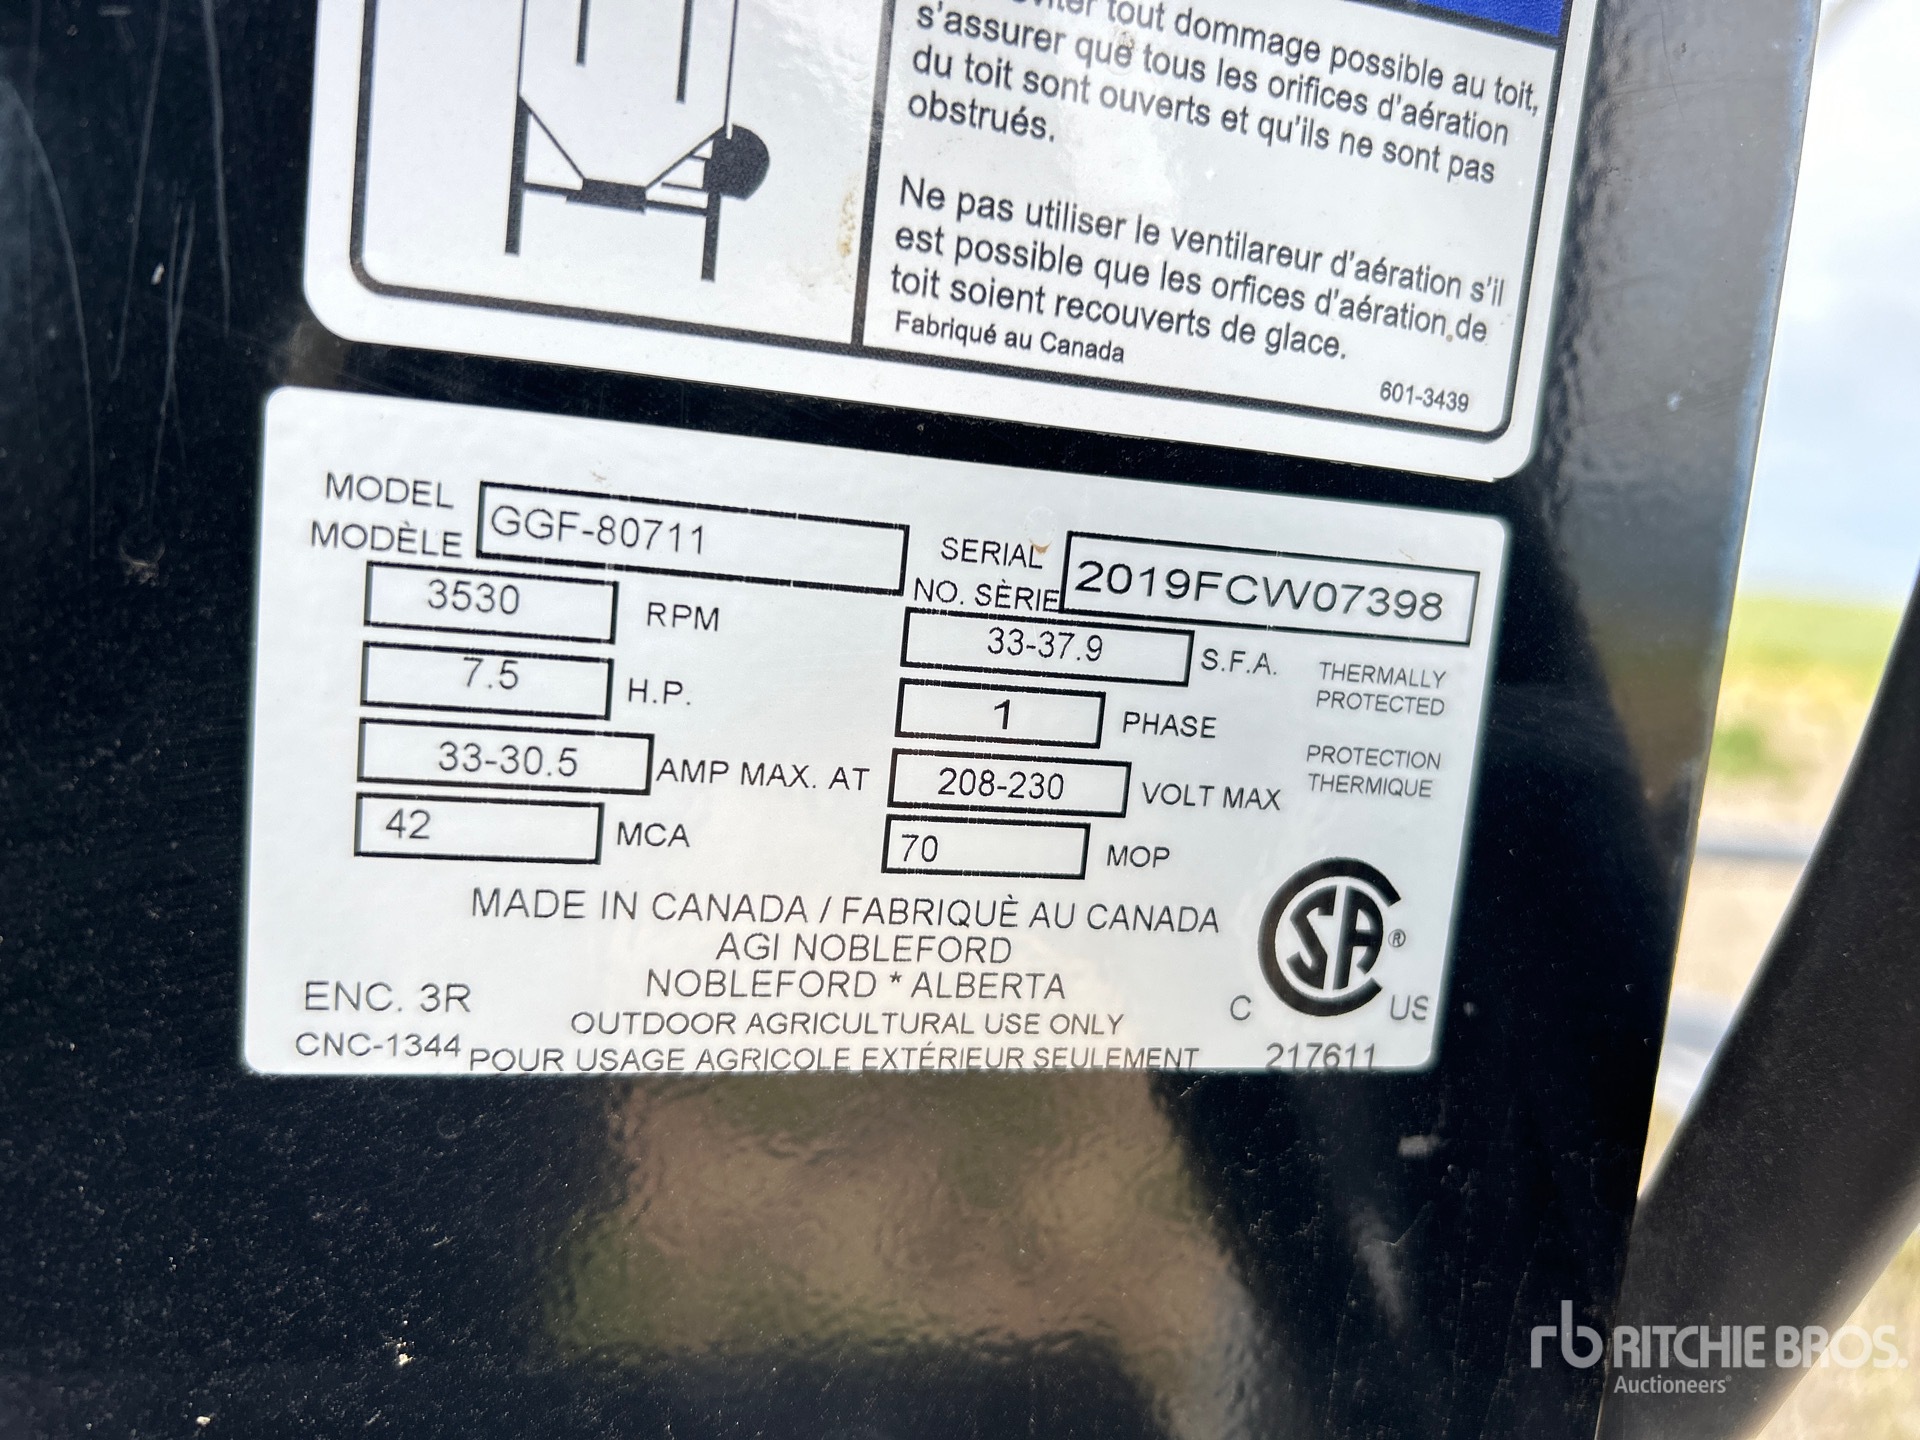 tout dommage possible au toit,
s'assurer que tous les orifices d'aération
du toit sont ouverts et qu'ils ne sont pas
obstrués.
Ne pas utiliser le ventilareur d'aération s'il
est possible que les orfices d'aération de
toit soient recouverts de glace.
Fabriqué au Canada
601-3439
MODEL
MODÈLE
GGF-80711
SERIAL
NO. SÈRIE
2019FCW07398
3530 RPM
33-37.9 S.F.A.
THERMALLY
PROTECTED
7.5 H.P.
1 PHASE
PROTECTION
THERMIQUE
33-30.5 AMP MAX. AT 208-230 VOLT MAX
42 MCA
70 MOP
MADE IN CANADA / FABRIQUÈ AU CANADA
AGI NOBLEFORD
NOBLEFORD * ALBERTA
ENC. 3R
OUTDOOR AGRICULTURAL USE ONLY
CNC-1344
POUR USAGE AGRICOLE EXTÉRIEUR SEULEMENT
C SA ® US
217611
rb RITCHIE BROS.
Auctioneers